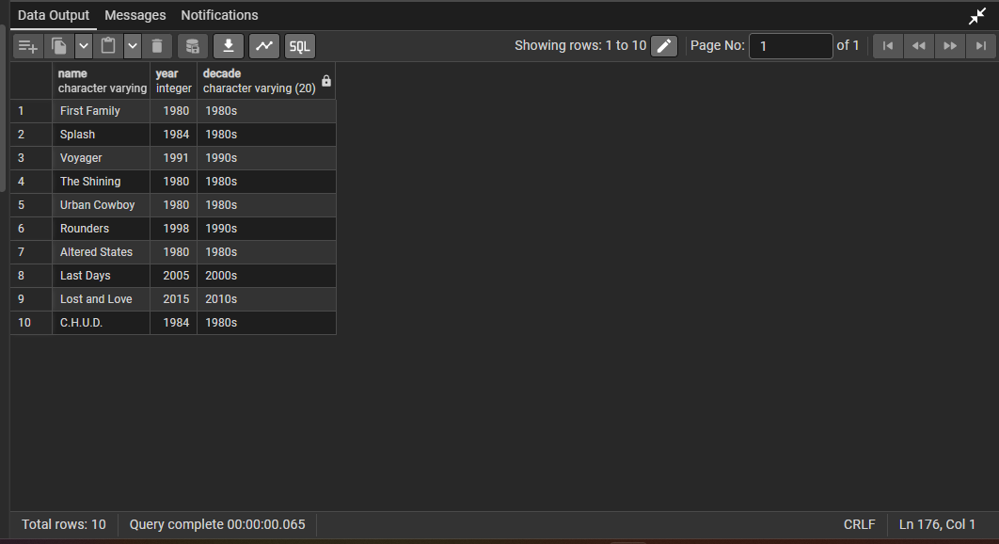 Data Output Messages Notifications
SQL Showing rows: 1 to 10 Page No: 1 of 1
name year decade
character varying integer character varying (20)
1 First Family 1980 1980s
2 Splash 1984 1980s
3 Voyager 1991 1990s
4 The Shining 1980 1980s
5 Urban Cowboy 1980 1980s
6 Rounders 1998 1990s
7 Altered States 1980 1980s
8 Last Days 2005 2000s
9 Lost and Love 2015 2010s
10 C.H.U.D. 1984 1980s
Total rows: 10 Query complete 00:00:00.065 CRLF Ln 176, Col 1